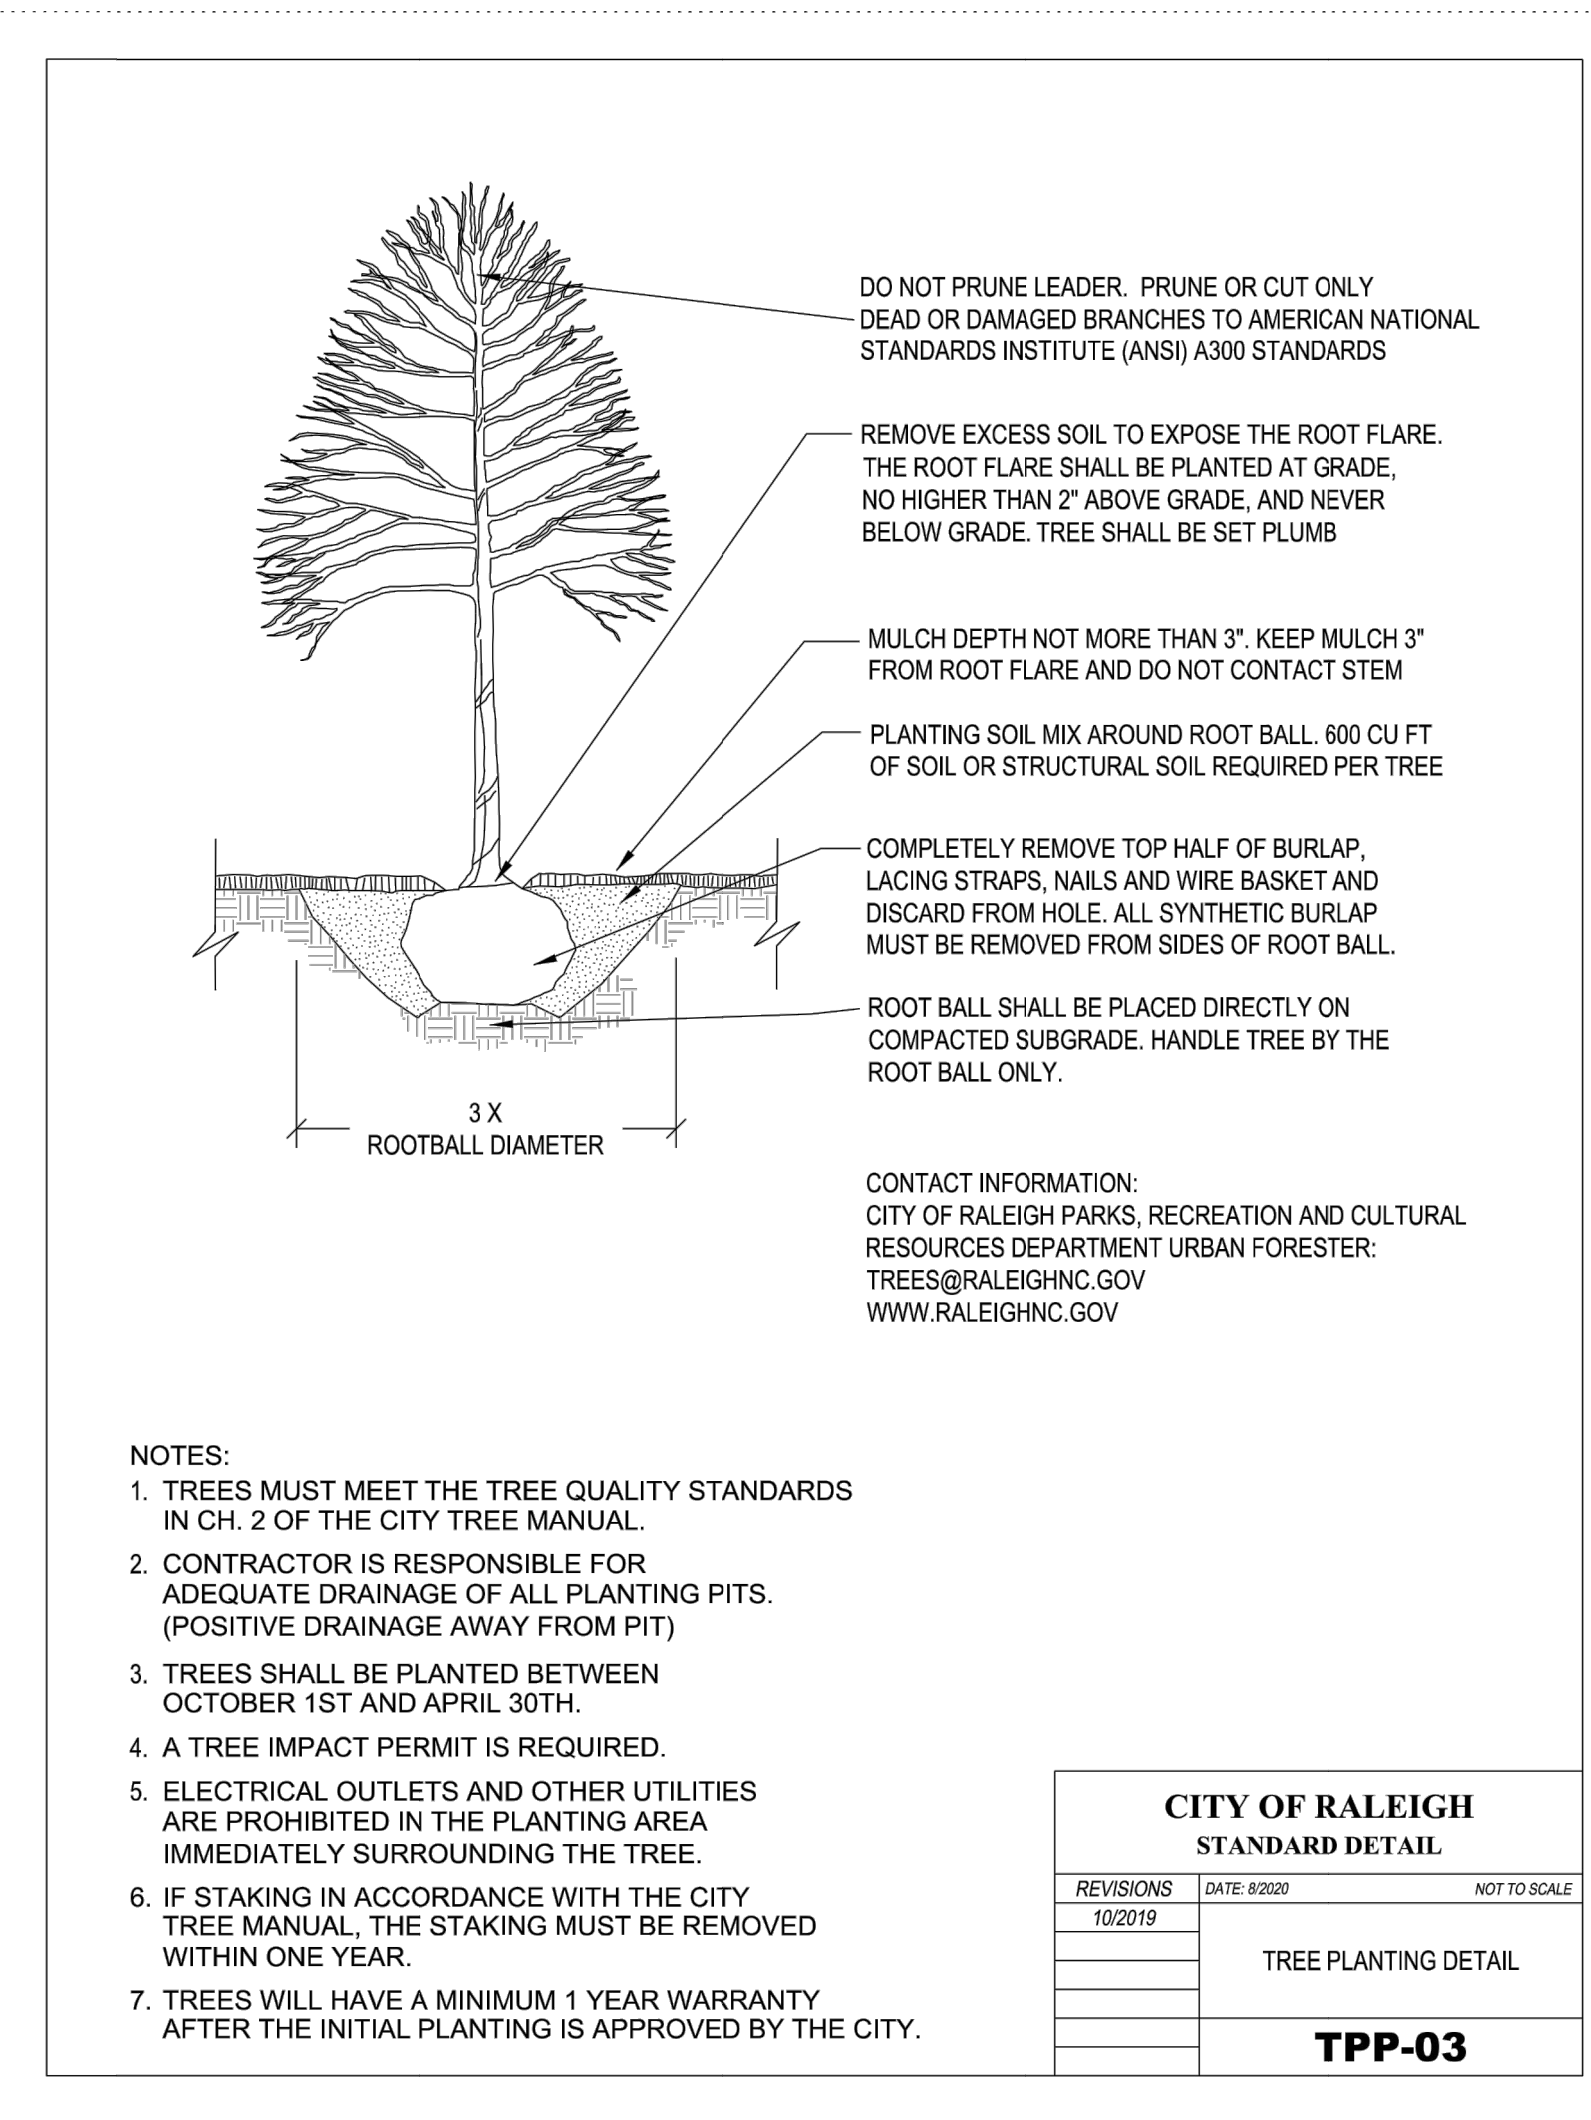 DO NOT PRUNE LEADER. PRUNE OR CUT ONLY
DEAD OR DAMAGED BRANCHES TO AMERICAN NATIONAL
STANDARDS INSTITUTE (ANSI) A300 STANDARDS
REMOVE EXCESS SOIL TO EXPOSE THE ROOT FLARE.
THE ROOT FLARE SHALL BE PLANTED AT GRADE,
NO HIGHER THAN 2" ABOVE GRADE, AND NEVER
BELOW GRADE. TREE SHALL BE SET PLUMB
MULCH DEPTH NOT MORE THAN 3". KEEP MULCH 3"
FROM ROOT FLARE AND DO NOT CONTACT STEM
PLANTING SOIL MIX AROUND ROOT BALL. 600 CU FT
OF SOIL OR STRUCTURAL SOIL REQUIRED PER TREE
COMPLETELY REMOVE TOP HALF OF BURLAP,
LACING STRAPS, NAILS AND WIRE BASKET AND
DISCARD FROM HOLE. ALL SYNTHETIC BURLAP
MUST BE REMOVED FROM SIDES OF ROOT BALL.
ROOT BALL SHALL BE PLACED DIRECTLY ON
COMPACTED SUBGRADE. HANDLE TREE BY THE
ROOT BALL ONLY.
3 X
ROOTBALL DIAMETER
CONTACT INFORMATION:
CITY OF RALEIGH PARKS, RECREATION AND CULTURAL
RESOURCES DEPARTMENT URBAN FORESTER:
TREES@RALEIGHNC.GOV
WWW.RALEIGHNC.GOV
NOTES:
1. TREES MUST MEET THE TREE QUALITY STANDARDS
IN CH. 2 OF THE CITY TREE MANUAL.
2. CONTRACTOR IS RESPONSIBLE FOR
ADEQUATE DRAINAGE OF ALL PLANTING PITS.
(POSITIVE DRAINAGE AWAY FROM PIT)
3. TREES SHALL BE PLANTED BETWEEN
OCTOBER 1ST AND APRIL 30TH.
4. A TREE IMPACT PERMIT IS REQUIRED.
5. ELECTRICAL OUTLETS AND OTHER UTILITIES
ARE PROHIBITED IN THE PLANTING AREA
IMMEDIATELY SURROUNDING THE TREE.
6. IF STAKING IN ACCORDANCE WITH THE CITY
TREE MANUAL, THE STAKING MUST BE REMOVED
WITHIN ONE YEAR.
7. TREES WILL HAVE A MINIMUM 1 YEAR WARRANTY
AFTER THE INITIAL PLANTING IS APPROVED BY THE CITY.
CITY OF RALEIGH
STANDARD DETAIL
REVISIONS DATE: 8/2020 NOT TO SCALE
10/2019
TREE PLANTING DETAIL
TPP-03